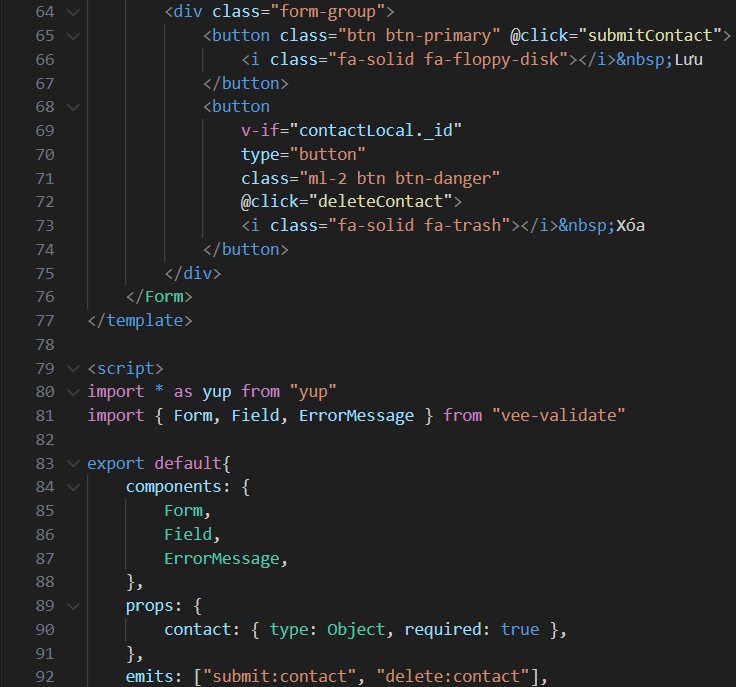 64 <div class="form-group">
65 <button class="btn btn-primary" @click="submitContact">
66 <i class="fa-solid fa-floppy-disk"></i>&nbsp;Lưu
67 </button>
68 <button
69 v-if="contactLocal._id"
70 type="button"
71 class="ml-2 btn btn-danger"
72 @click="deleteContact">
73 <i class="fa-solid fa-trash"></i>&nbsp;Xóa
74 </button>
75 </div>
76 </Form>
77 </template>
78
79 <script>
80 import * as yup from "yup"
81 import { Form, Field, ErrorMessage } from "vee-validate"
82
83 export default{
84 components: {
85 Form,
86 Field,
87 ErrorMessage,
88 },
89 props: {
90 contact: { type: Object, required: true },
91 },
92 emits: ["submit:contact", "delete:contact"],